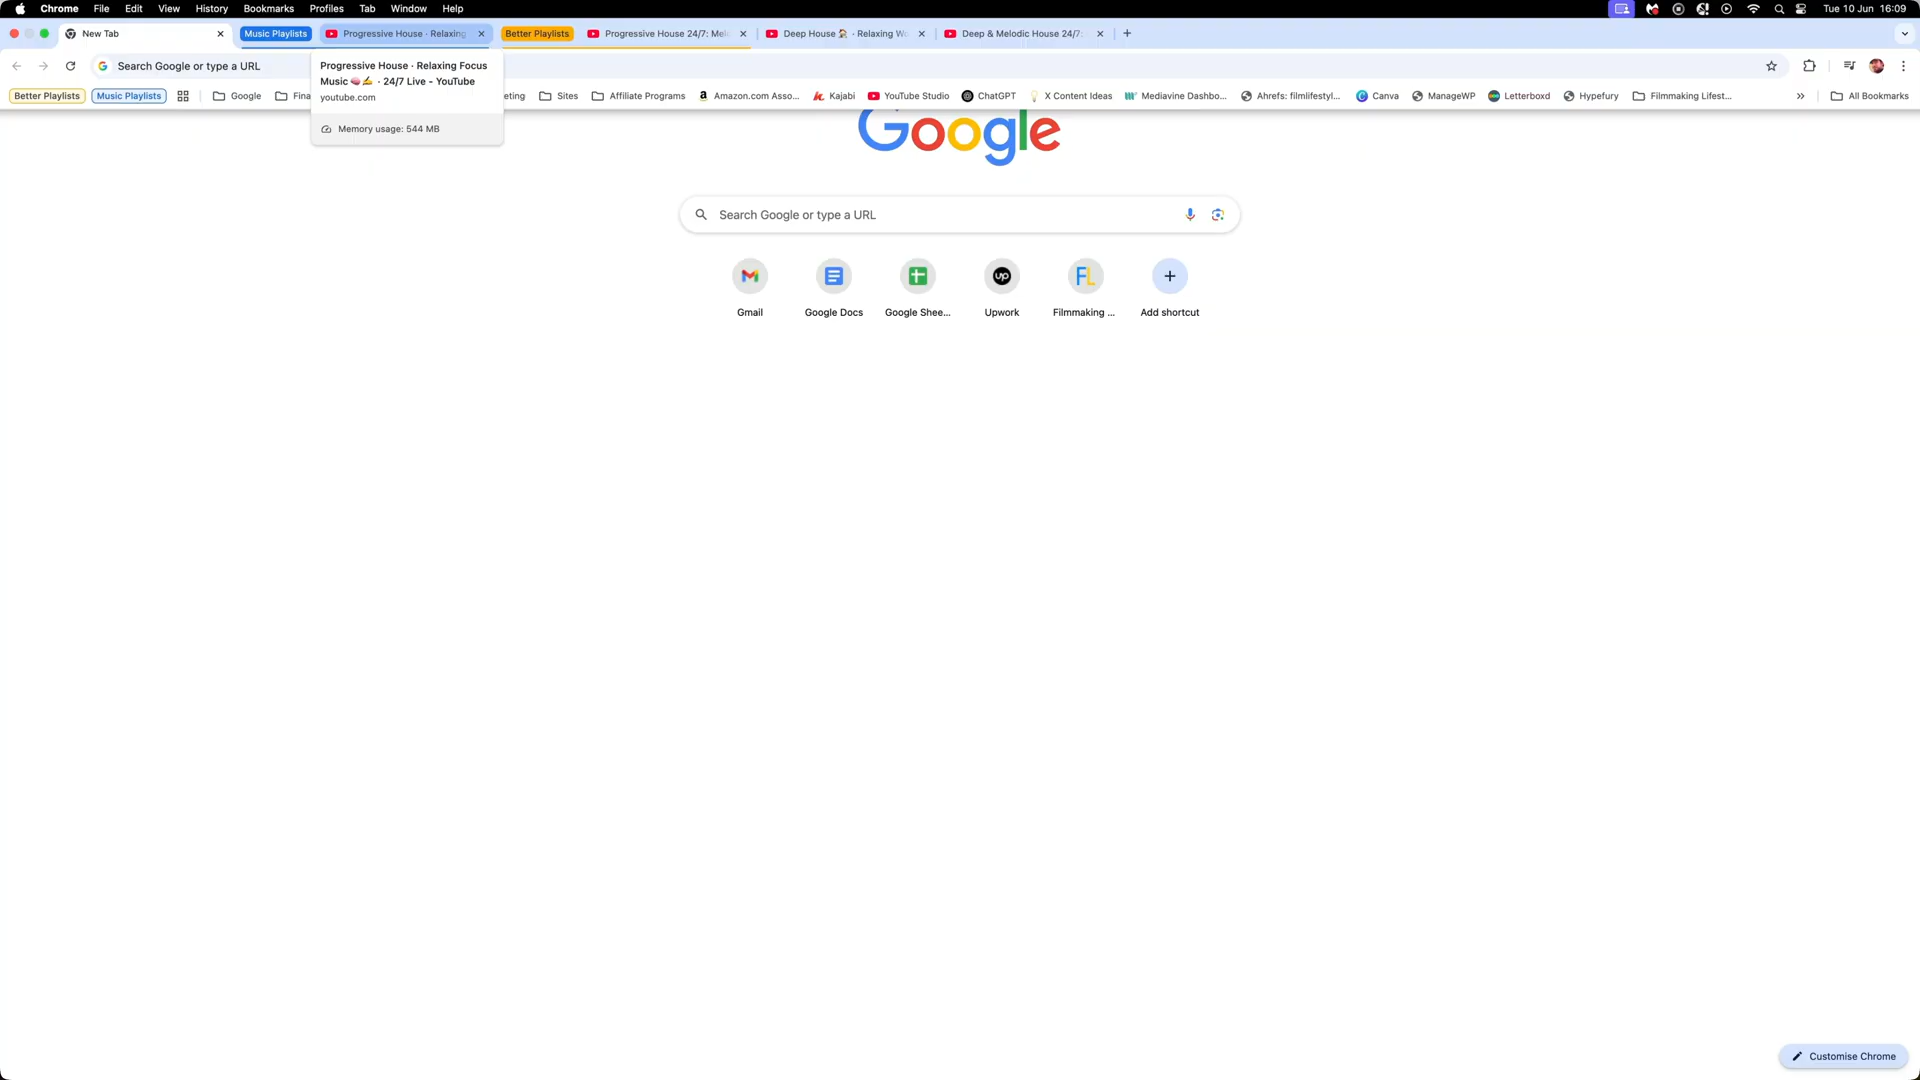 Chrome File Edit View History Bookmarks Profiles Tab Window Help Tue 10 Jun 16:09
New Tab Music Playlists Progressive House · Relaxing Better Playlists Progressive House 24/7: Mel Deep House 🏠 · Relaxing Wo Deep & Melodic House 24/7:
Search Google or type a URL
Progressive House · Relaxing Focus
Music 🧠✍️ · 24/7 Live - YouTube
youtube.com
Memory usage: 544 MB
Better Playlists Music Playlists Google Fina eting Sites Affiliate Programs Amazon.com Asso... Kajabi YouTube Studio ChatGPT X Content Ideas Mediavine Dashbo... Ahrefs: filmlifestyl... Canva ManageWP Letterboxd Hypefury Filmmaking Lifest... » All Bookmarks
Google
Search Google or type a URL
Gmail Google Docs Google Shee... Upwork Filmmaking ... Add shortcut
Customise Chrome